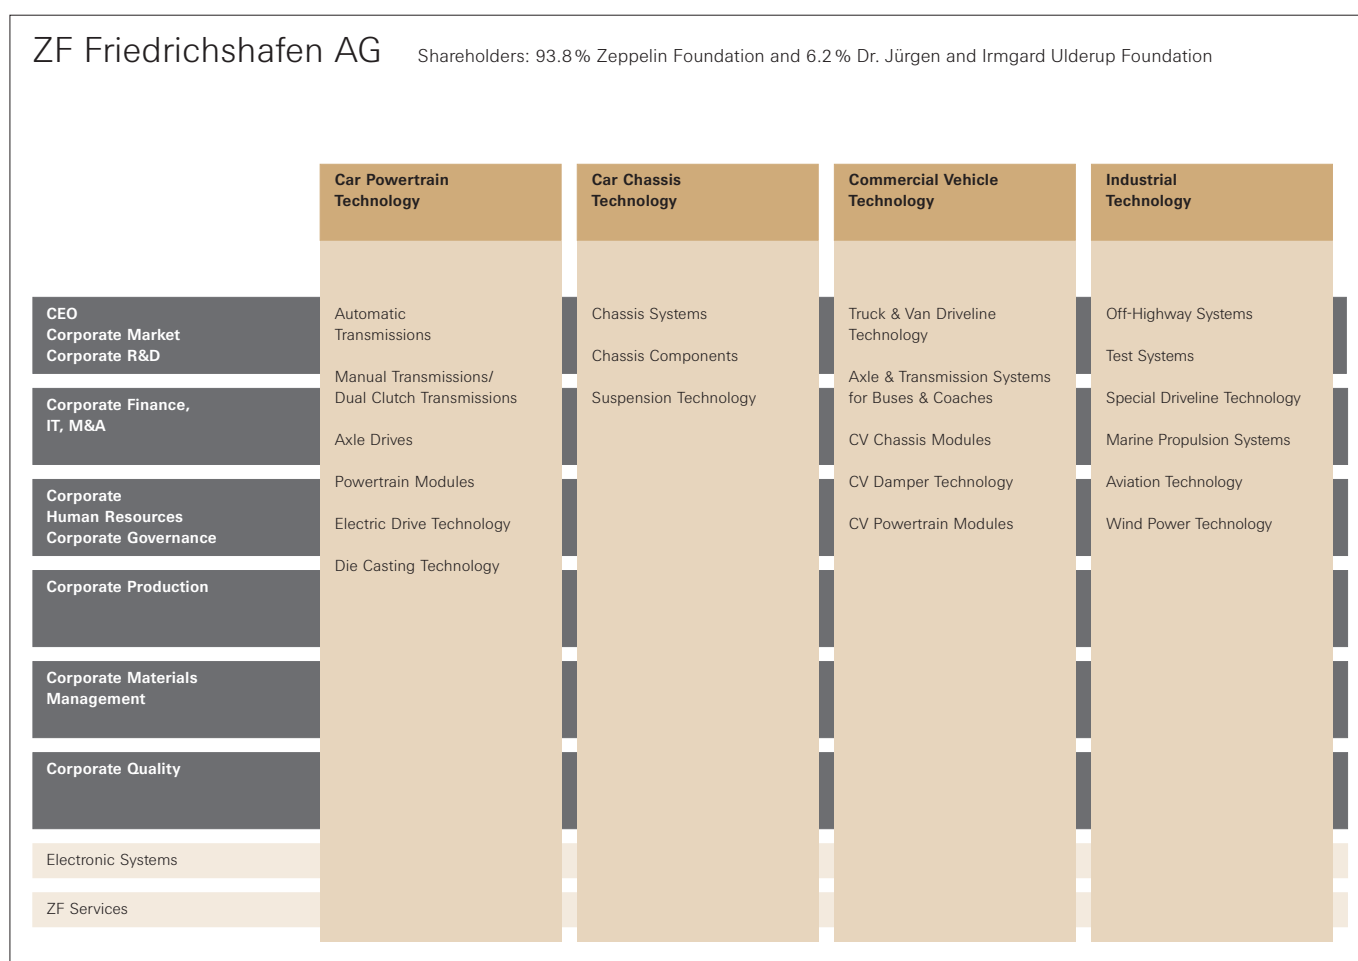 ZF Friedrichshafen AG Shareholders: 93.8 % Zeppelin Foundation and 6.2 % Dr. Jürgen and Irmgard Ulderup Foundation
Car Powertrain
Technology
Car Chassis
Technology
Commercial Vehicle
Technology
Industrial
Technology
CEO
Corporate Market
Corporate R&D
Corporate Finance,
IT, M&A
Corporate
Human Resources
Corporate Governance
Corporate Production
Corporate Materials
Management
Corporate Quality
Electronic Systems
ZF Services
Automatic
Transmissions
Manual Transmissions/
Dual Clutch Transmissions
Axle Drives
Powertrain Modules
Electric Drive Technology
Die Casting Technology
Chassis Systems
Chassis Components
Suspension Technology
Truck & Van Driveline
Technology
Axle & Transmission Systems
for Buses & Coaches
CV Chassis Modules
CV Damper Technology
CV Powertrain Modules
Off-Highway Systems
Test Systems
Special Driveline Technology
Marine Propulsion Systems
Aviation Technology
Wind Power Technology